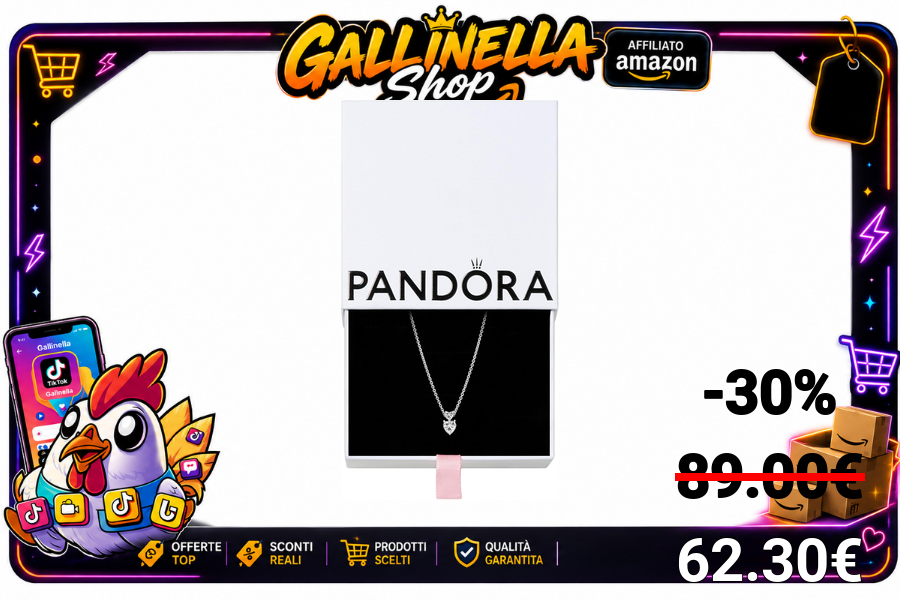 GALLINELLA
Shop
AFFILIATO
amazon
PANDORA
Gallinella
TikTok
Gallinella
-30%
89.00€
62.30€
OFFERTE
TOP
SCONTI
REALI
PRODOTTI
SCELTI
QUALITÀ
GARANTITA